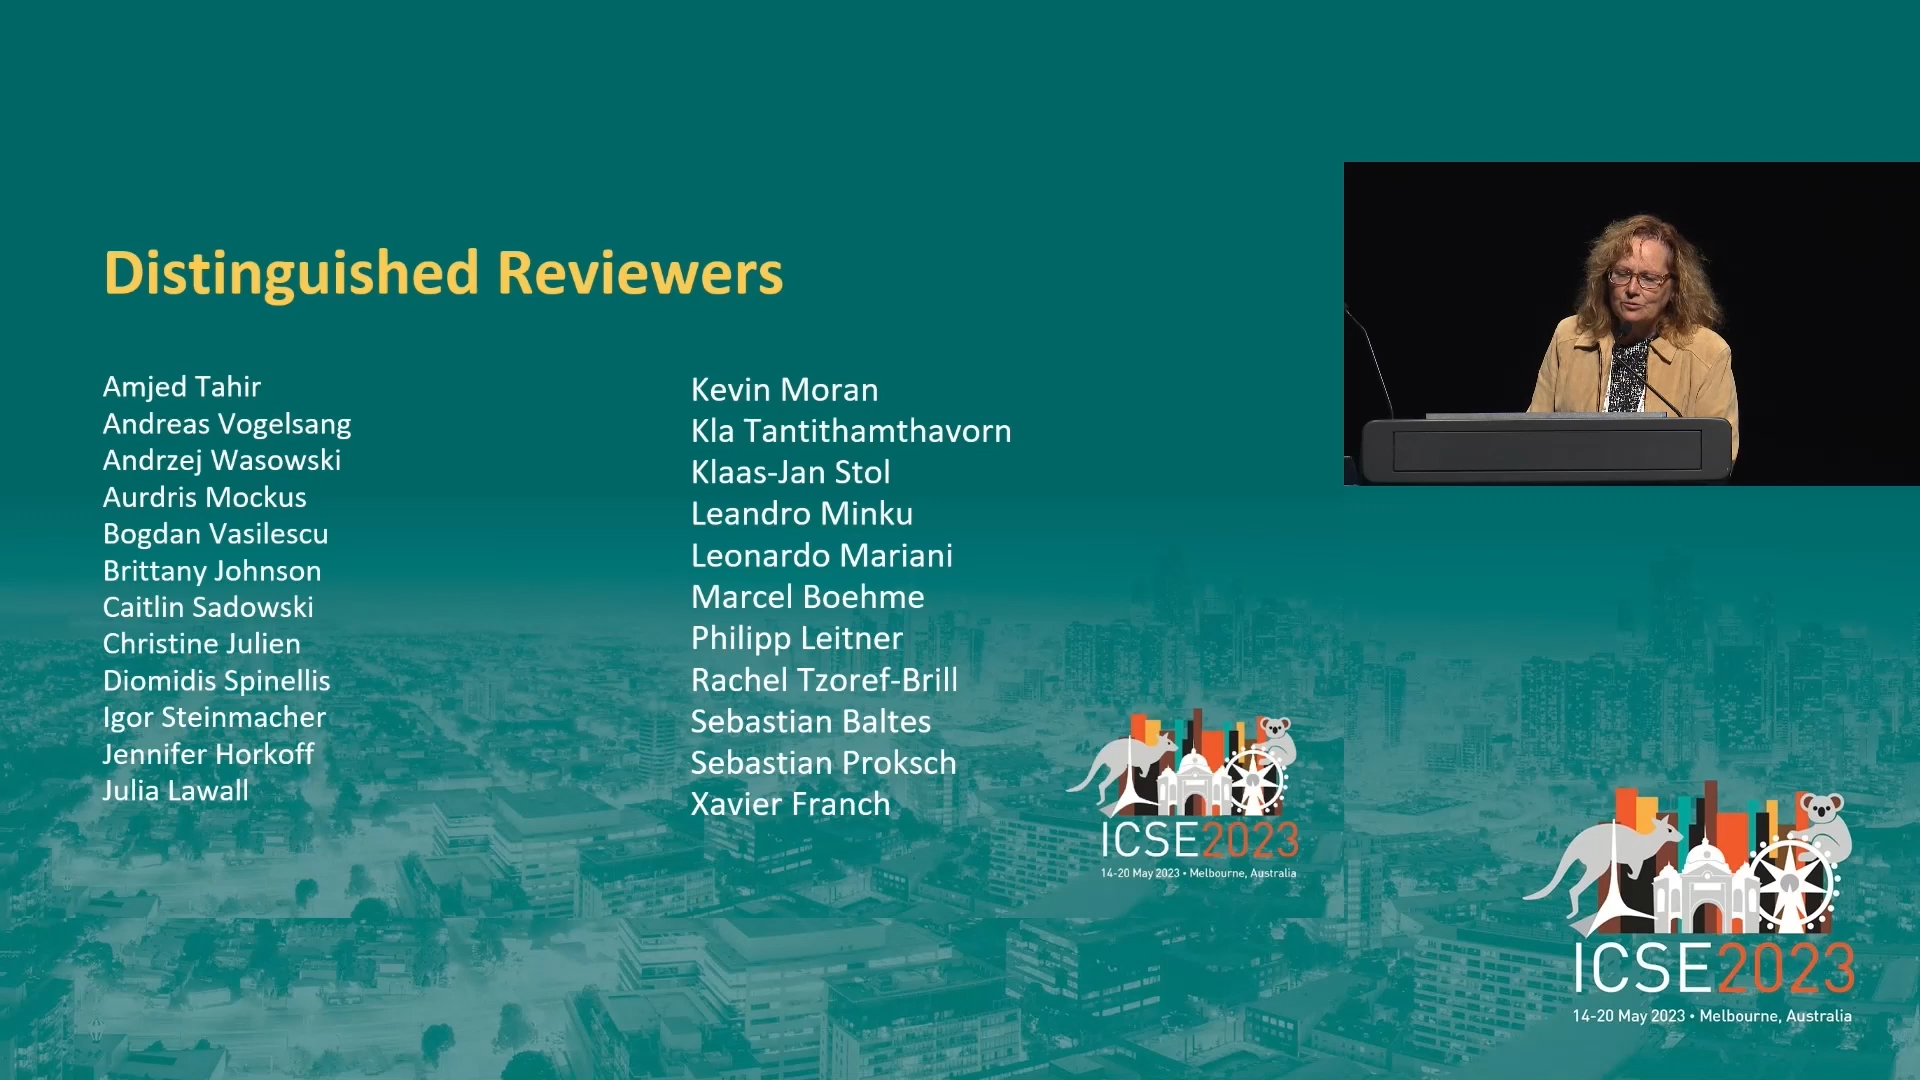 Distinguished Reviewers
Amjed Tahir
Andreas Vogelsang
Andrzej Wasowski
Aurdris Mockus
Bogdan Vasilescu
Brittany Johnson
Caitlin Sadowski
Christine Julien
Diomidis Spinellis
Igor Steinmacher
Jennifer Horkoff
Julia Lawall
Kevin Moran
Kla Tantithamthavorn
Klaas-Jan Stol
Leandro Minku
Leonardo Mariani
Marcel Boehme
Philipp Leitner
Rachel Tzoref-Brill
Sebastian Baltes
Sebastian Proksch
Xavier Franch
ICSE2023
14-20 May 2023 • Melbourne, Australia
ICSE2023
14-20 May 2023 • Melbourne, Australia